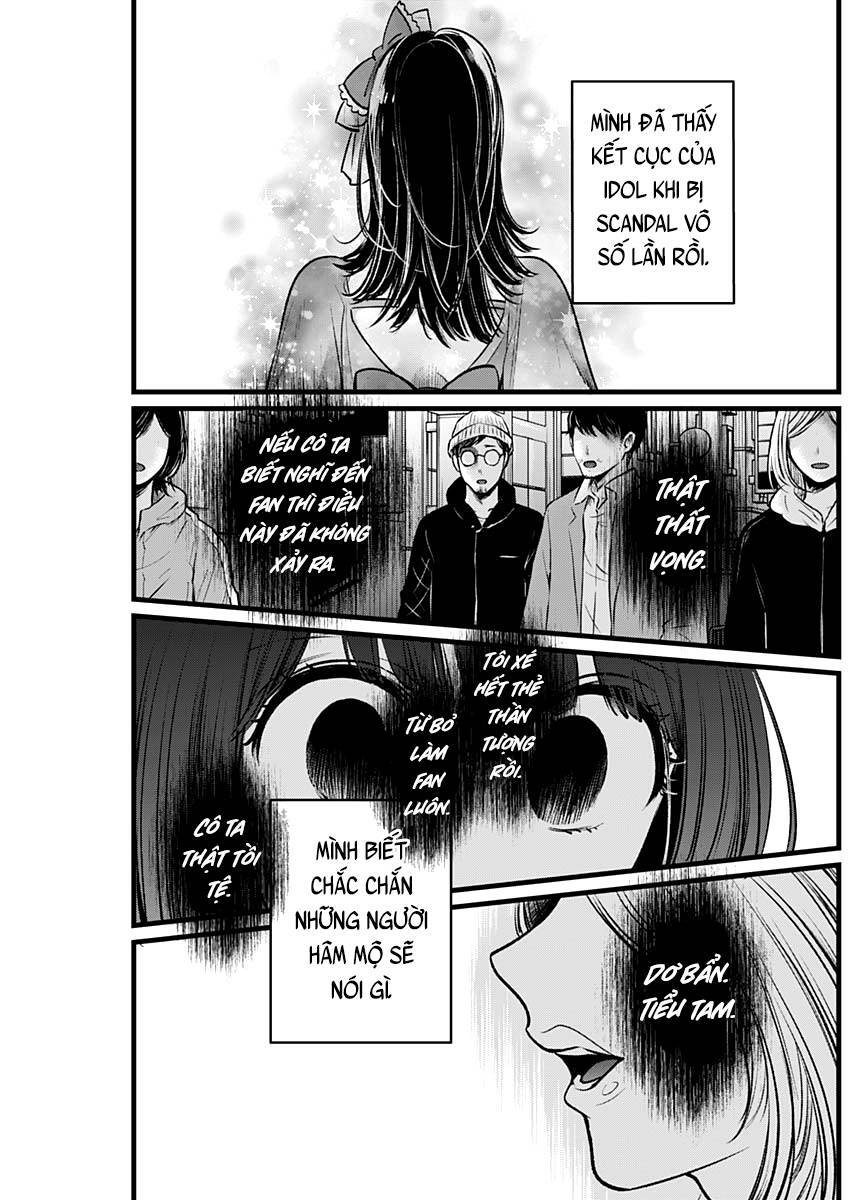 MÌNH ĐÃ THẤY
KẾT CỤC CỦA
IDOL KHI BỊ
SCANDAL VÔ
SỐ LẦN RỒI.
THẬT
THẤT
VỌNG.
NẾU CÔ TA
BIẾT NGHĨ ĐẾN
FAN THÌ ĐIỀU
NÀY ĐÃ KHÔNG
XẢY RA.
TÔI XÉ
HẾT THẺ
THẦN
TƯỢNG
RỒI.
TỪ BỎ
LÀM
FAN
LUÔN.
CÔ TA
THẬT TỒI
TỆ.
MÌNH BIẾT
CHẮC CHẮN
NHỮNG NGƯỜI
HÂM MỘ SẼ
NÓI GÌ.
DƠ BẨN.
TIỂU TAM.